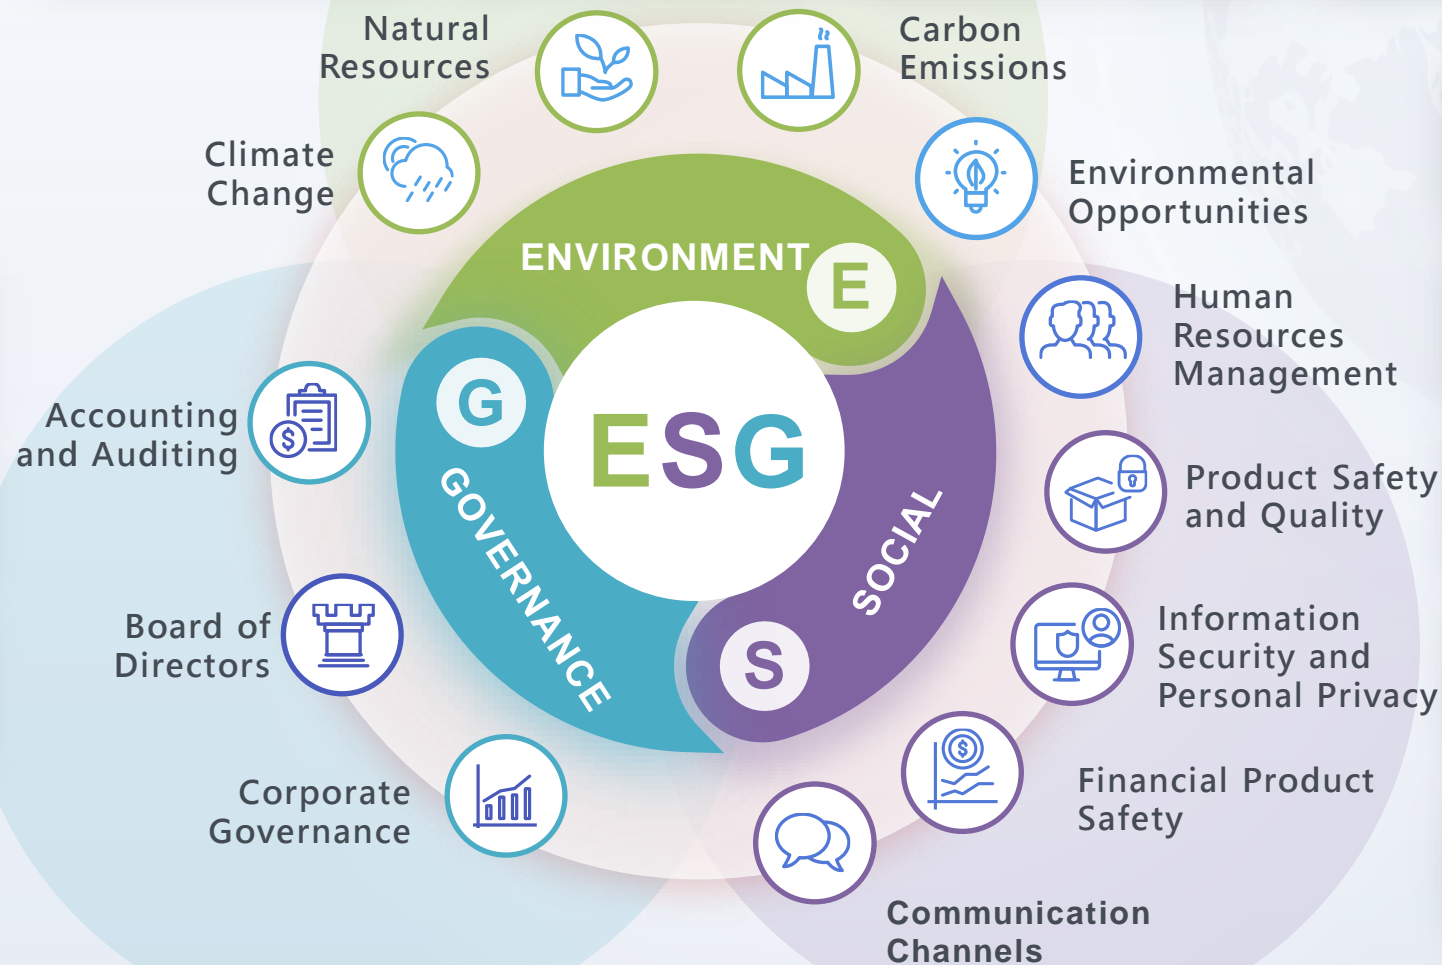 Natural
Resources
Carbon
Emissions
Climate
Change
Environmental
Opportunities
ENVIRONMENT
E
Human
Resources
Management
G
Accounting
and Auditing
ESG
GOVERNANCE
SOCIAL
Product Safety
and Quality
Board of
Directors
S
Information
Security and
Personal Privacy
Corporate
Governance
Financial Product
Safety
Communication
Channels
$
$